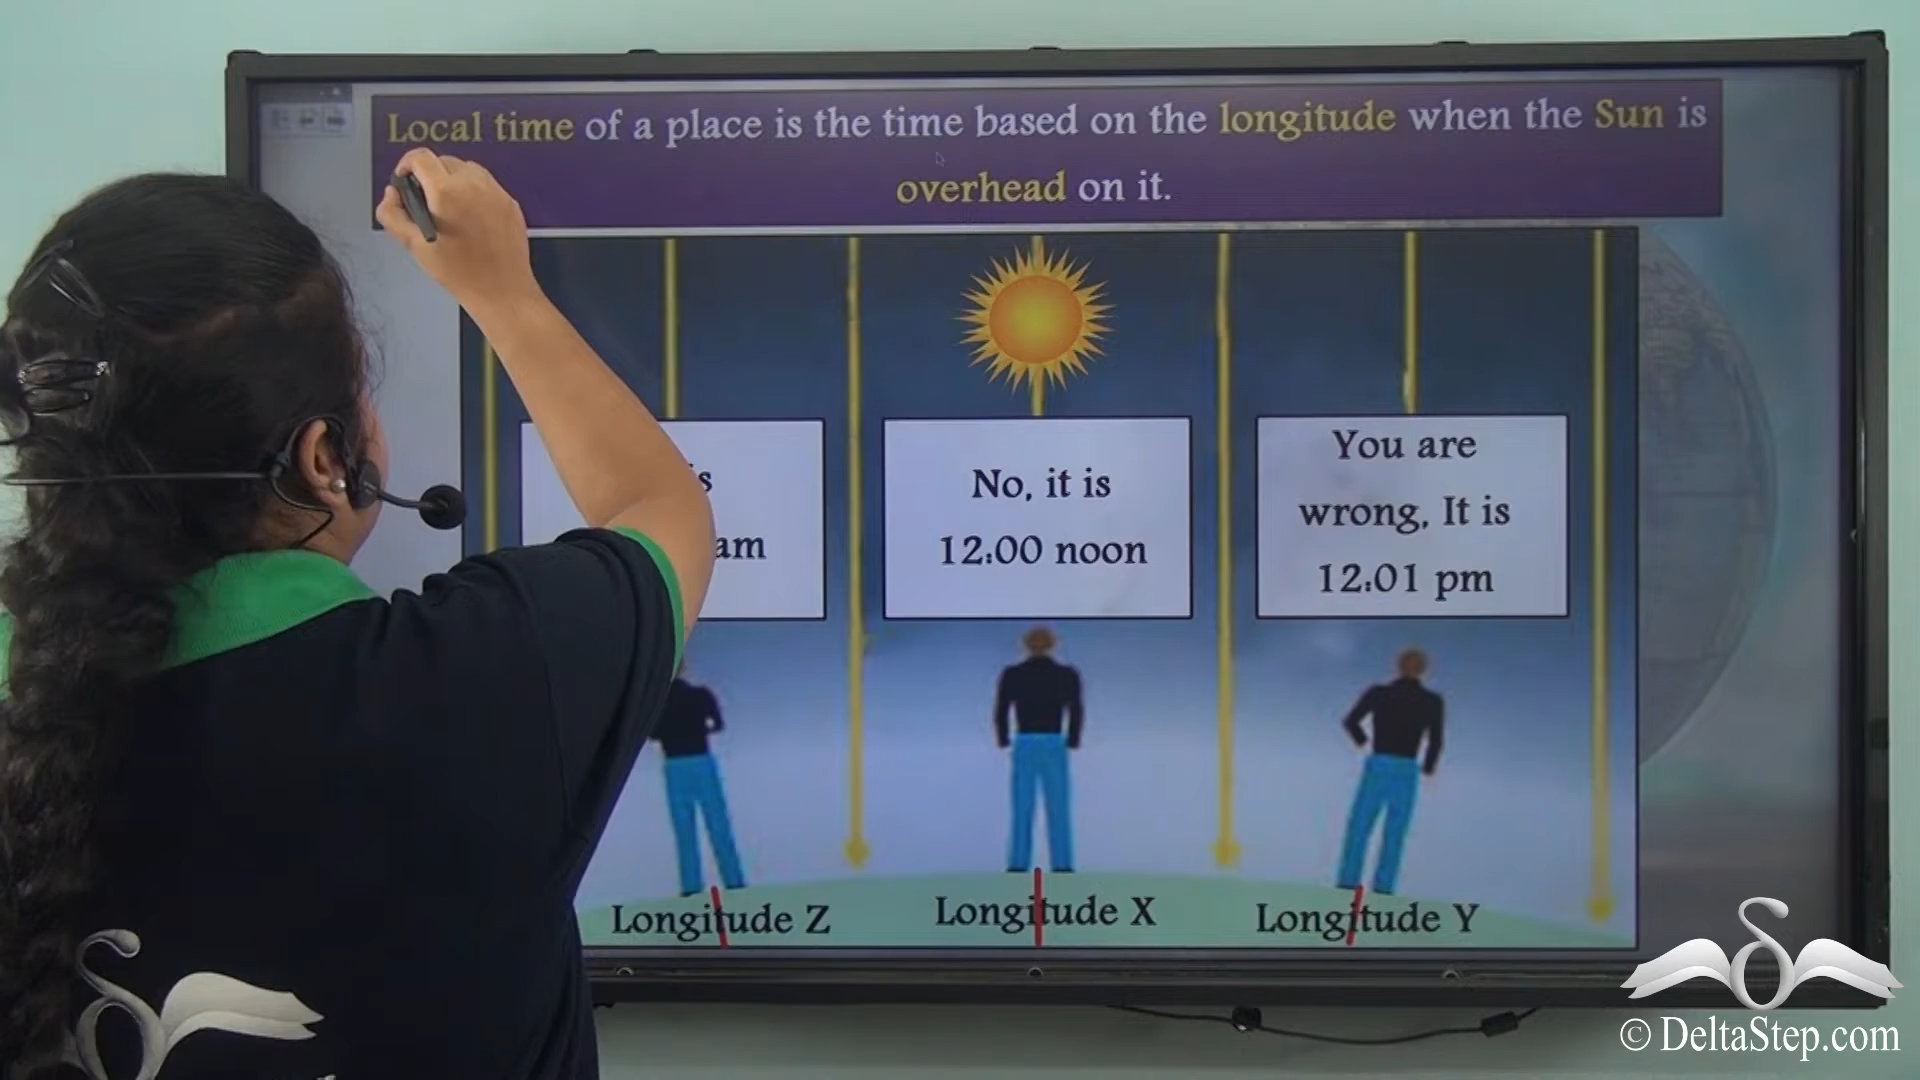 Local time of a place is the time based on the longitude when the Sun is
overhead on it.
am
No, it is
12:00 noon
You are
wrong, It is
12:01 pm
Longitude Z
Longitude X
Longitude Y
© DeltaStep.com